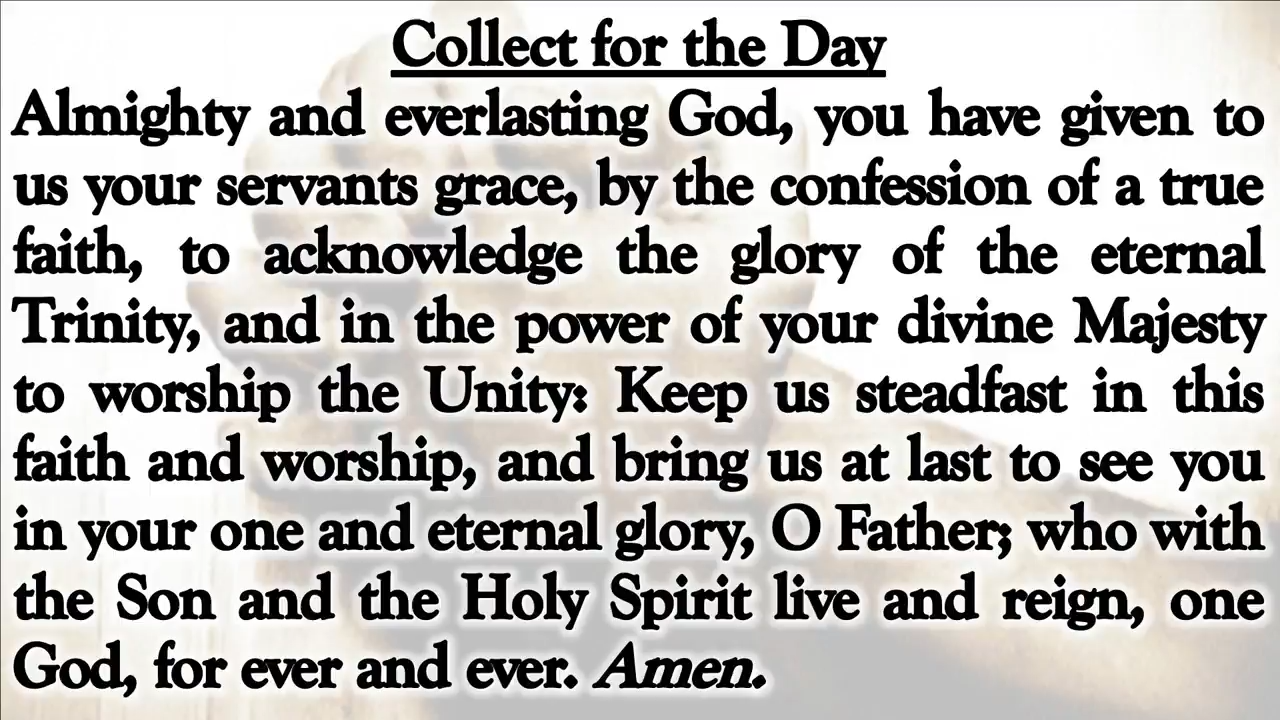 Collect for the Day
Almighty and everlasting God, you have given to
us your servants grace, by the confession of a true
faith, to acknowledge the glory of the eternal
Trinity, and in the power of your divine Majesty
to worship the Unity: Keep us steadfast in this
faith and worship, and bring us at last to see you
in your one and eternal glory, O Father; who with
the Son and the Holy Spirit live and reign, one
God, for ever and ever. Amen.